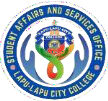 STUDENT AFFAIRS AND SERVICES OFFICE
LAPU-LAPU CITY COLLEGE